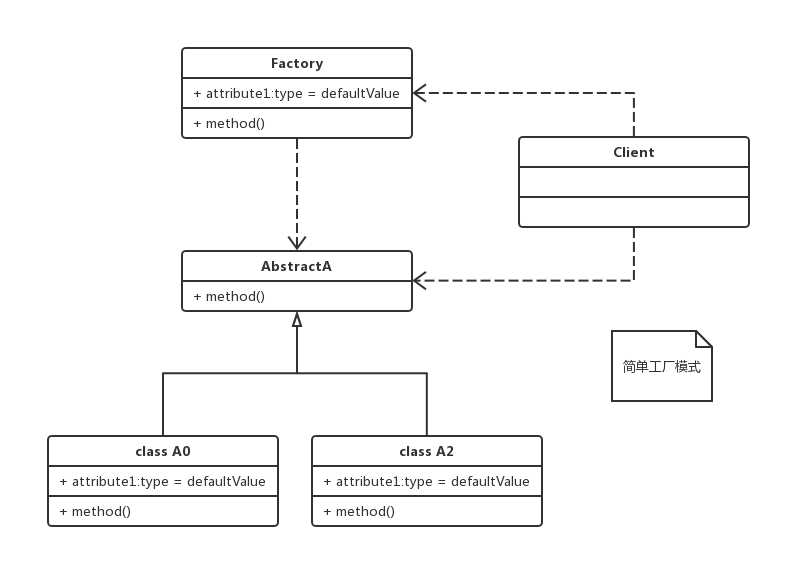 Factory
+ attribute1:type = defaultValue
+ method()
Client
AbstractA
+ method()
简单工厂模式
class A0
+ attribute1:type = defaultValue
+ method()
class A2
+ attribute1:type = defaultValue
+ method()